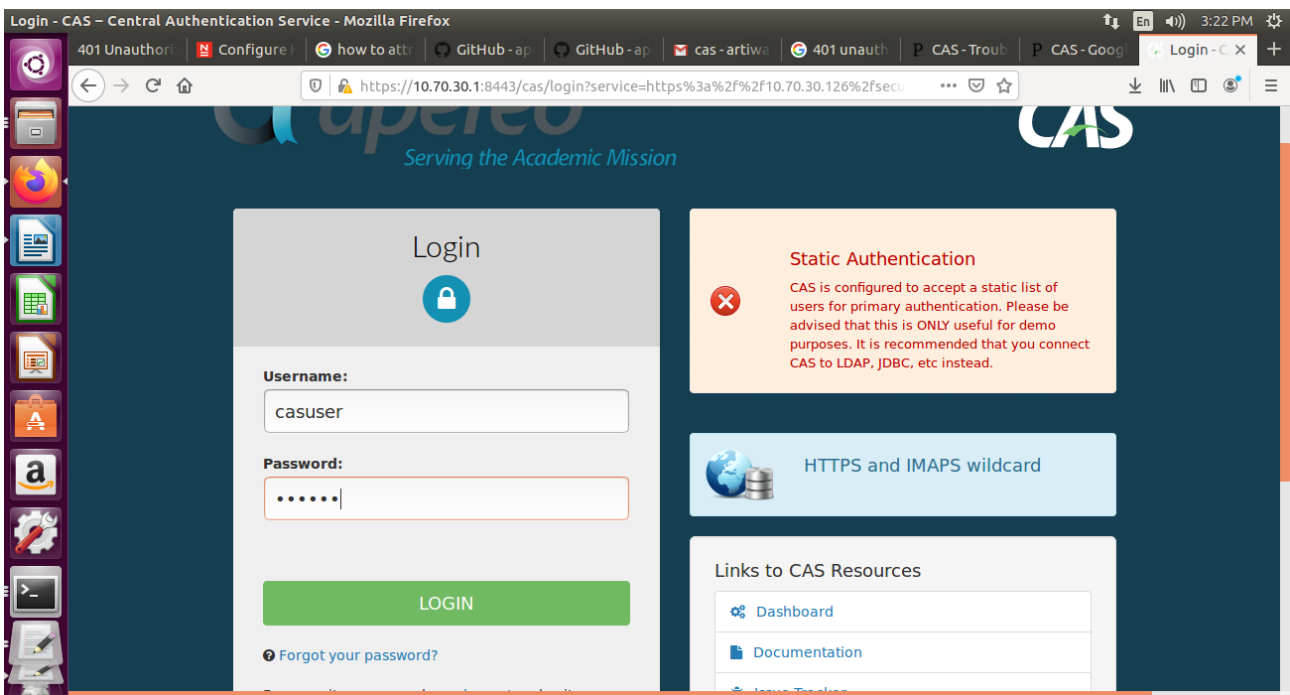 Login - CAS – Central Authentication Service - Mozilla Firefox
En
3:22 PM
401 Unauthori
Configure
how to attr
GitHub - ap
GitHub - ap
cas - artiwa
401 unauth
CAS - Troub
CAS - Goog
Login - C
https://10.70.30.1:8443/cas/login?service=https%3a%2f%2f10.70.30.126%2fsecu
apereo
Serving the Academic Mission
CAS
Login
Username:
casuser
Password:
••••••
LOGIN
Forgot your password?
Static Authentication
CAS is configured to accept a static list of
users for primary authentication. Please be
advised that this is ONLY useful for demo
purposes. It is recommended that you connect
CAS to LDAP, JDBC, etc instead.
HTTPS and IMAPS wildcard
Links to CAS Resources
Dashboard
Documentation
Issue Tracker